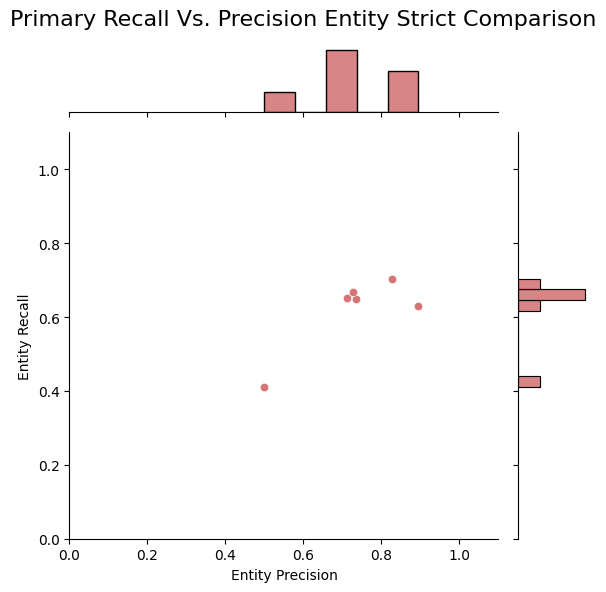 Primary Recall Vs. Precision Entity Strict Comparison
1.0
0.8
0.6
0.4
0.2
0.0
Entity Recall
0.0 0.2 0.4 0.6 0.8 1.0
Entity Precision